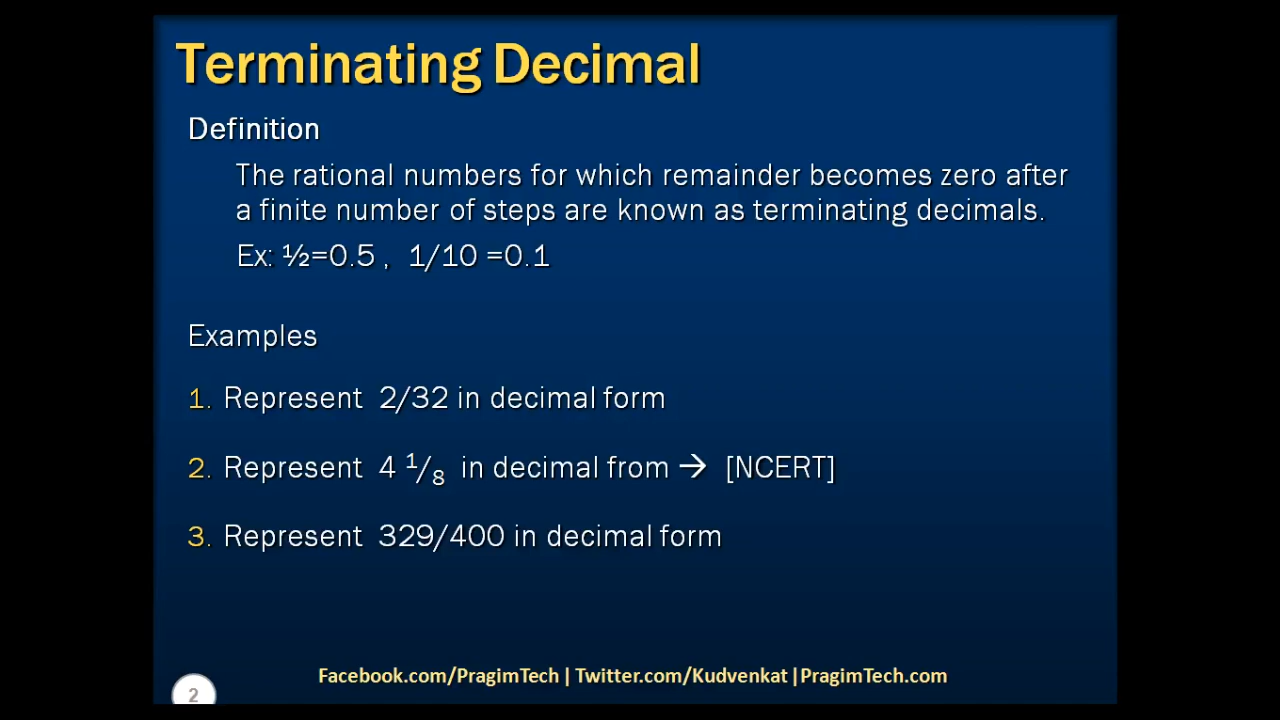 Terminating Decimal
Definition
The rational numbers for which remainder becomes zero after
a finite number of steps are known as terminating decimals.
Ex: ½=0.5 , 1/10 =0.1
Examples
1. Represent 2/32 in decimal form
2. Represent 4 ¹/₈ in decimal from → [NCERT]
3. Represent 329/400 in decimal form
Facebook.com/PragimTech | Twitter.com/Kudvenkat |PragimTech.com
2